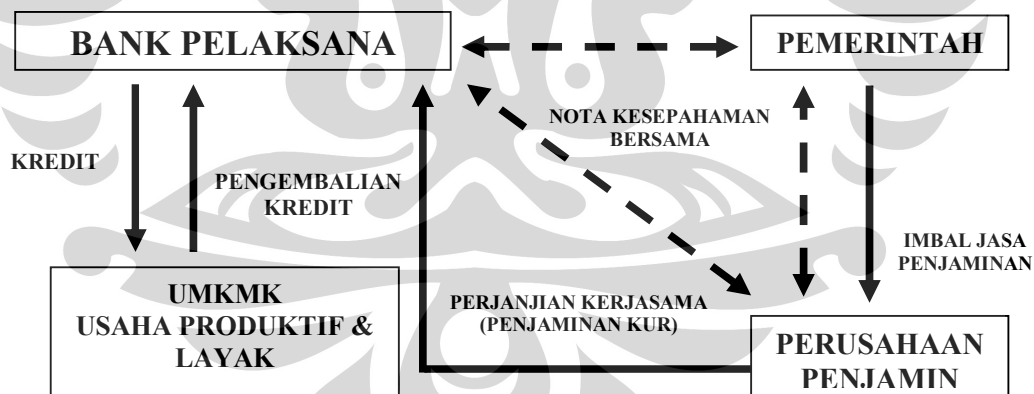 BANK PELAKSANA
PEMERINTAH
NOTA KESEPAHAMAN
BERSAMA
KREDIT
PENGEMBALIAN
KREDIT
IMBAL JASA
PENJAMINAN
UMKMK
USAHA PRODUKTIF &
LAYAK
PERJANJIAN KERJASAMA
(PENJAMINAN KUR)
PERUSAHAAN
PENJAMIN